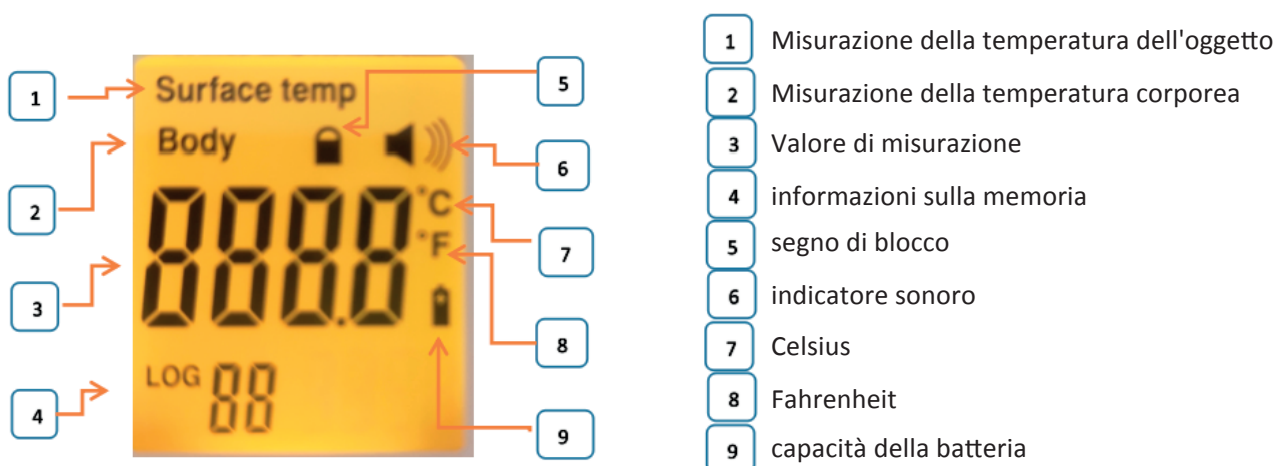 1 Surface temp 5
2 Body 6
3 888.8 °C 7
°F 8
4 LOG 88 9
1 Misurazione della temperatura dell'oggetto
2 Misurazione della temperatura corporea
3 Valore di misurazione
4 informazioni sulla memoria
5 segno di blocco
6 indicatore sonoro
7 Celsius
8 Fahrenheit
9 capacità della batteria